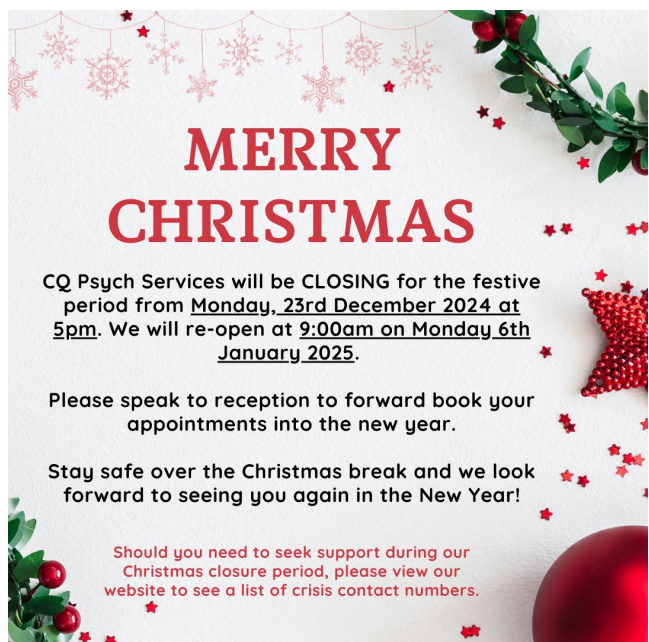 MERRY
CHRISTMAS
CQ Psych Services will be CLOSING for the festive
period from Monday, 23rd December 2024 at
5pm. We will re-open at 9:00am on Monday 6th
January 2025.
Please speak to reception to forward book your
appointments into the new year.
Stay safe over the Christmas break and we look
forward to seeing you again in the New Year!
Should you need to seek support during our
Christmas closure period, please view our
website to see a list of crisis contact numbers.